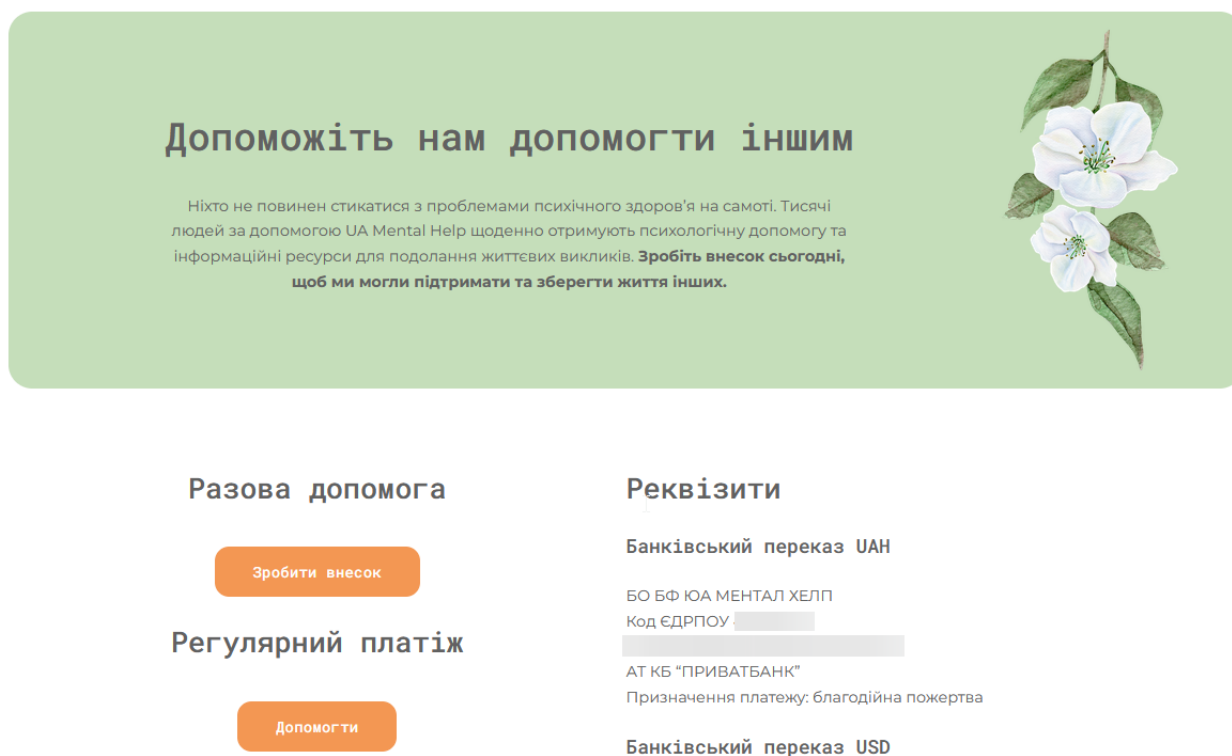 Допоможіть нам допомогти іншим
Ніхто не повинен стикатися з проблемами психічного здоров’я на самоті. Тисячі
людей за допомогою UA Mental Help щоденно отримують психологічну допомогу та
інформаційні ресурси для подолання життєвих викликів. Зробіть внесок сьогодні,
щоб ми могли підтримати та зберегти життя інших.
Разова допомога
Зробити внесок
Регулярний платіж
Допомогти
Реквізити
Банківський переказ UAH
БО БФ ЮА МЕНТАЛ ХЕЛП
Код ЄДРПОУ
АТ КБ “ПРИВАТБАНК”
Призначення платежу: благодійна пожертва
Банківський переказ USD